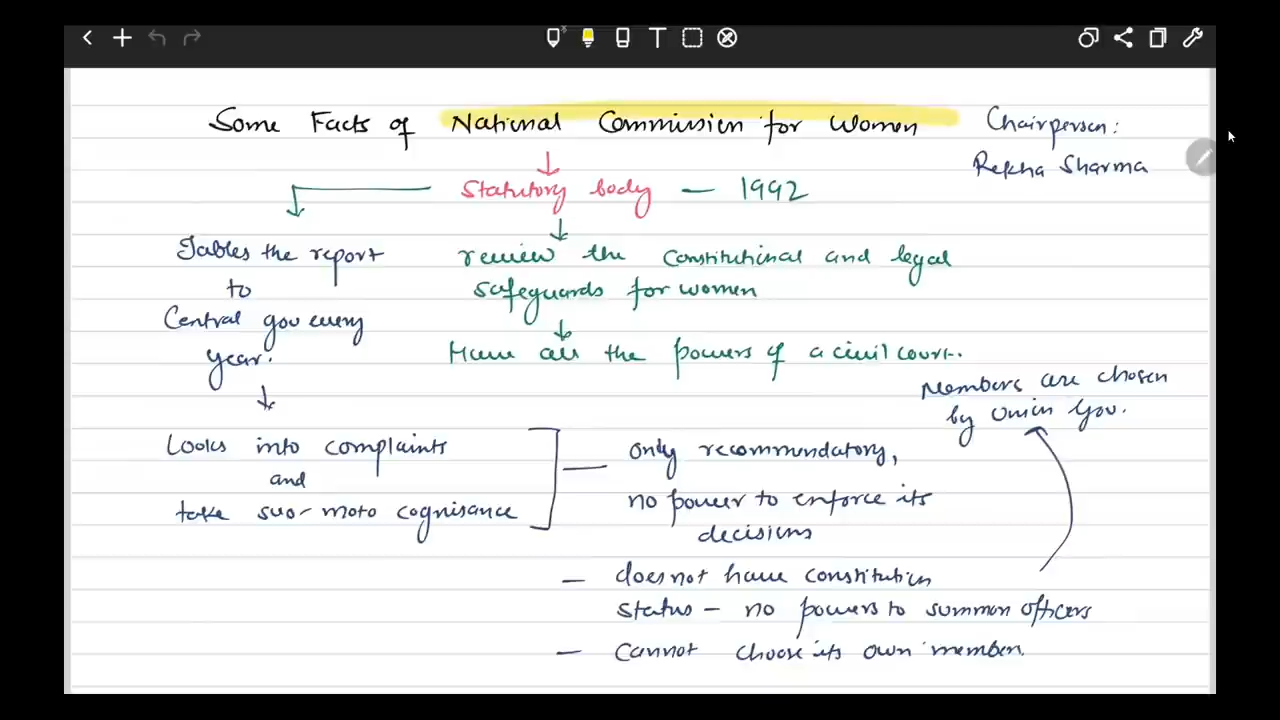 Some Facts of National Commission for Women
Chairperson:
Rekha Sharma
Statutory body — 1992
Tables the report
to
Central gov every
year.
review the Constitutional and legal
safeguards for women
Have all the powers of a civil court.
Members are chosen
by Union Gov.
Looks into complaints
and
take suo-moto cognisance
only recommendatory,
no power to enforce its
decisions
— does not have constitution
status – no powers to summon officers
— Cannot choose its own member.